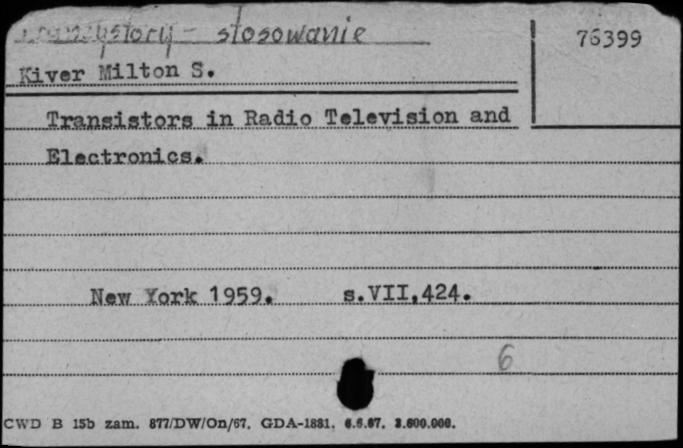 Tranzystory - stosowanie
76399
Kiver Milton S.
Transistors in Radio Television and
Electronics.
New York 1959. s.VII,424.
6
CWD B 15b zam. 877/DW/On/67. GDA-1881. 6.6.67. 2.600.000.